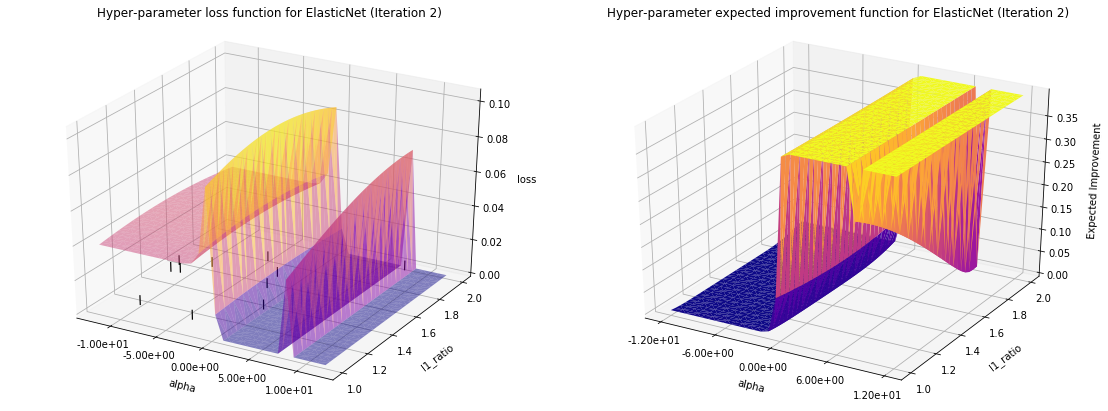 Hyper-parameter loss function for ElasticNet (Iteration 2)
0.10
0.08
0.06
0.04
0.02
0.00
loss
2.0
1.8
1.6
1.4
1.2
1.0
l1_ratio
-1.00e+01
-5.00e+00
0.00e+00
5.00e+00
1.00e+01
alpha
Hyper-parameter expected improvement function for ElasticNet (Iteration 2)
0.35
0.30
0.25
0.20
0.15
0.10
0.05
0.00
Expected Improvement
2.0
1.8
1.6
1.4
1.2
1.0
l1_ratio
-1.20e+01
-6.00e+00
0.00e+00
6.00e+00
1.20e+01
alpha